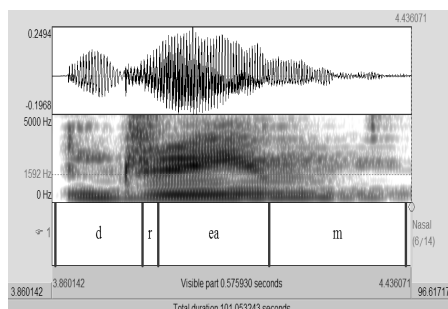 4.436071
0.2494
-0.1968
5000 Hz
1592 Hz
0 Hz
1 d r ea m Nasal
(6/14)
3.860142 Visible part 0.575930 seconds 4.436071
3.860142 96.61717
Total duration 101.053243 seconds